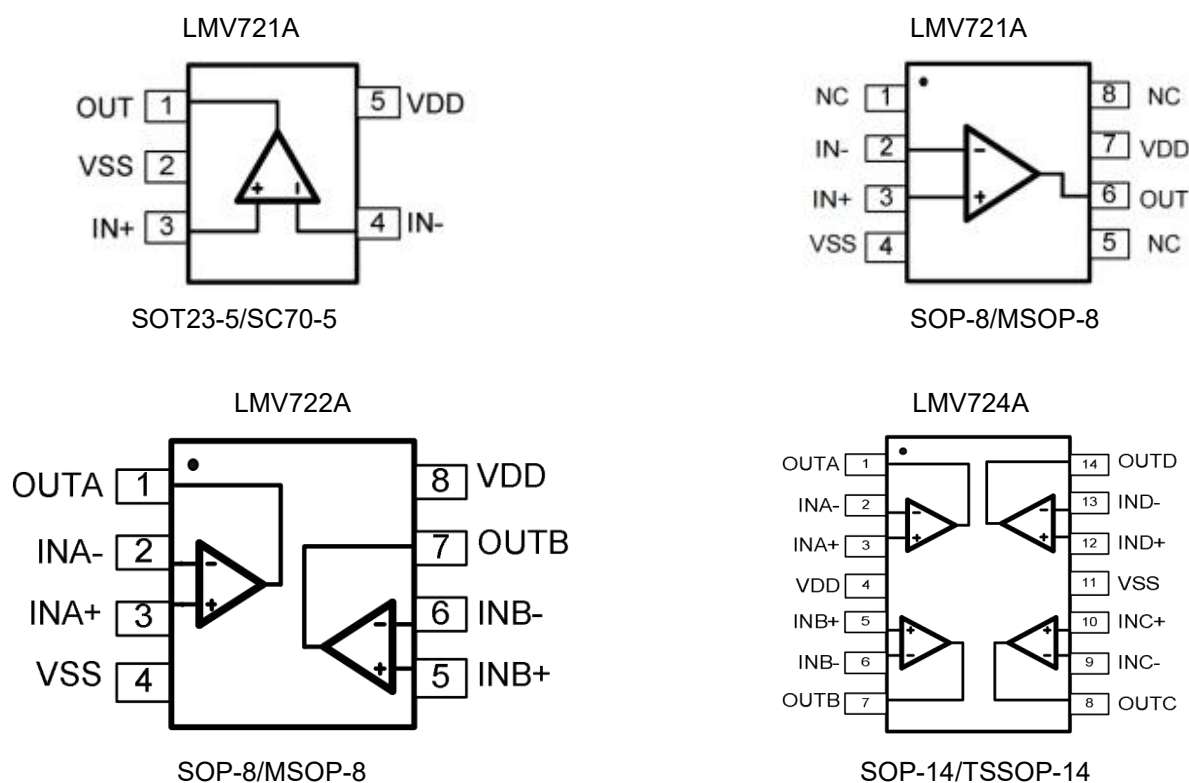 LMV721A
OUT 1
5 VDD
VSS 2
IN+ 3
4 IN-
+ -
SOT23-5/SC70-5
LMV721A
NC 1
8 NC
IN- 2
-
7 VDD
IN+ 3
+
6 OUT
VSS 4
5 NC
SOP-8/MSOP-8
LMV722A
OUTA 1
8 VDD
INA- 2
-
7 OUTB
INA+ 3
+
6 INB-
-
VSS 4
5 INB+
+
SOP-8/MSOP-8
LMV724A
OUTA 1
14 OUTD
INA- 2
-
13 IND-
-
INA+ 3
+
12 IND+
+
VDD 4
11 VSS
INB+ 5
+
10 INC+
+
INB- 6
-
9 INC-
-
OUTB 7
8 OUTC
SOP-14/TSSOP-14